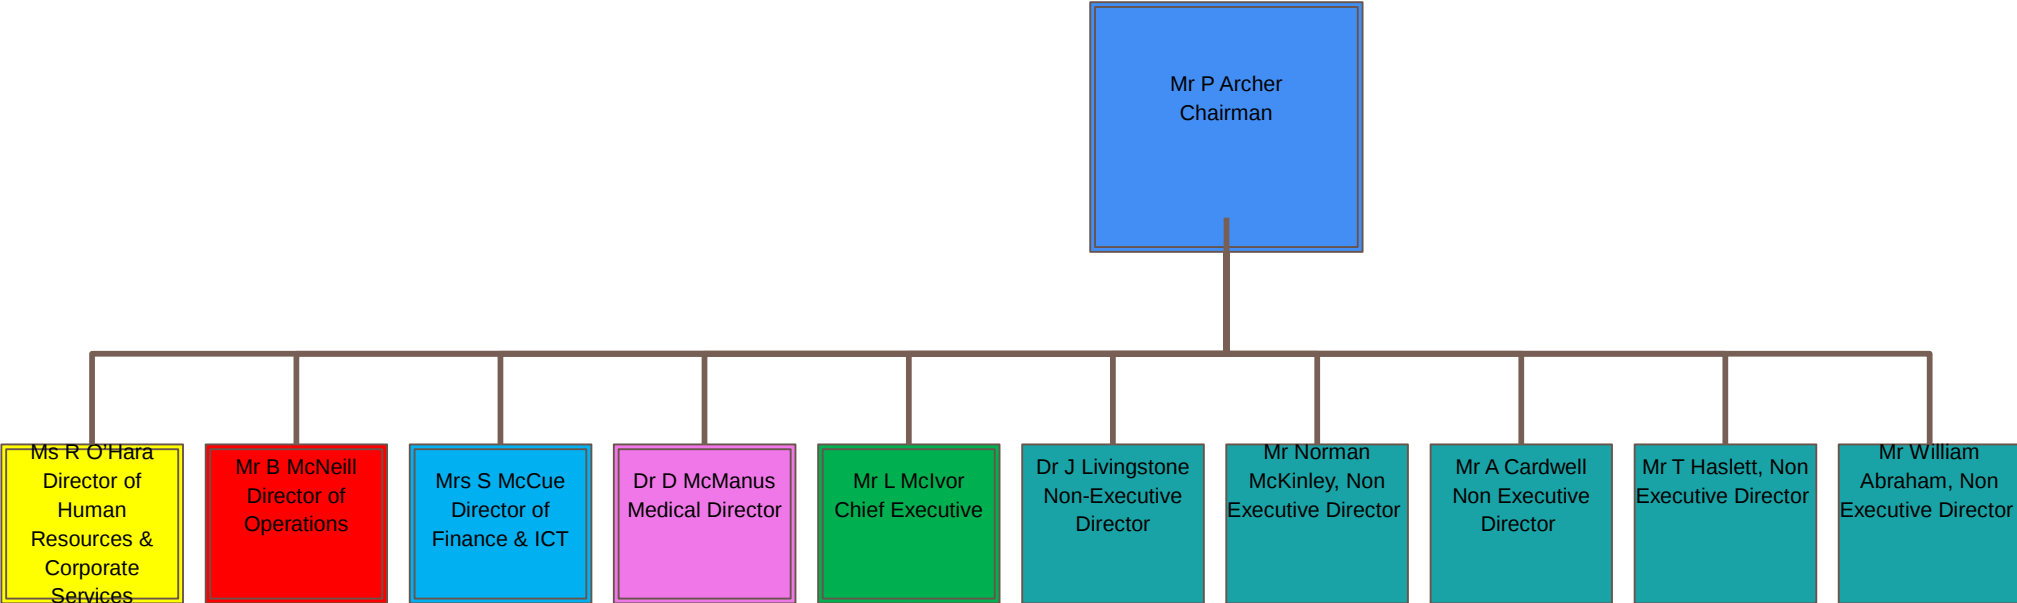 Mr P Archer
Chairman
Ms R O’Hara
Director of
Human
Resources &
Corporate
Services
Mr B McNeill
Director of
Operations
Mrs S McCue
Director of
Finance & ICT
Dr D McManus
Medical Director
Mr L McIvor
Chief Executive
Dr J Livingstone
Non-Executive
Director
Mr Norman
McKinley, Non
Executive Director
Mr A Cardwell
Non Executive
Director
Mr T Haslett, Non
Executive Director
Mr William
Abraham, Non
Executive Director